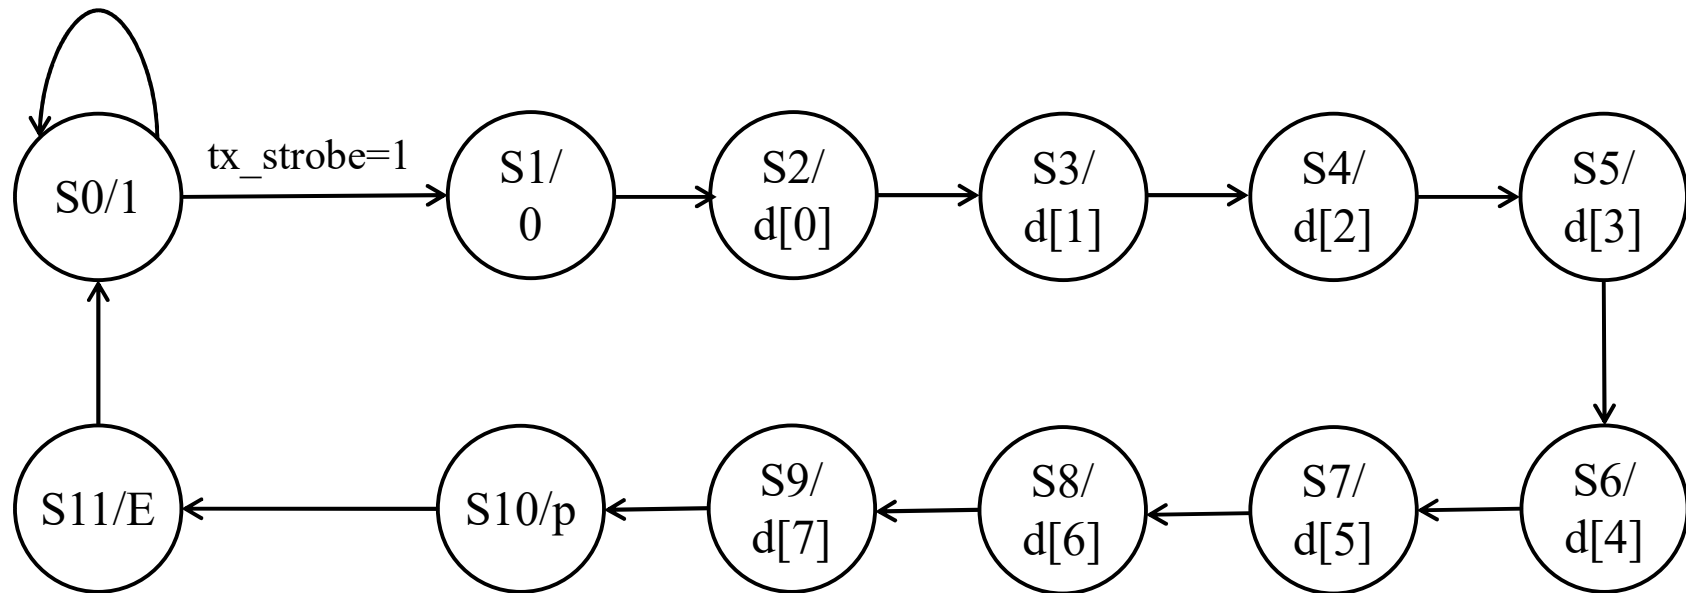 tx_strobe=1
S0/1
S1/
0
S2/
d[0]
S3/
d[1]
S4/
d[2]
S5/
d[3]
S11/E
S10/p
S9/
d[7]
S8/
d[6]
S7/
d[5]
S6/
d[4]